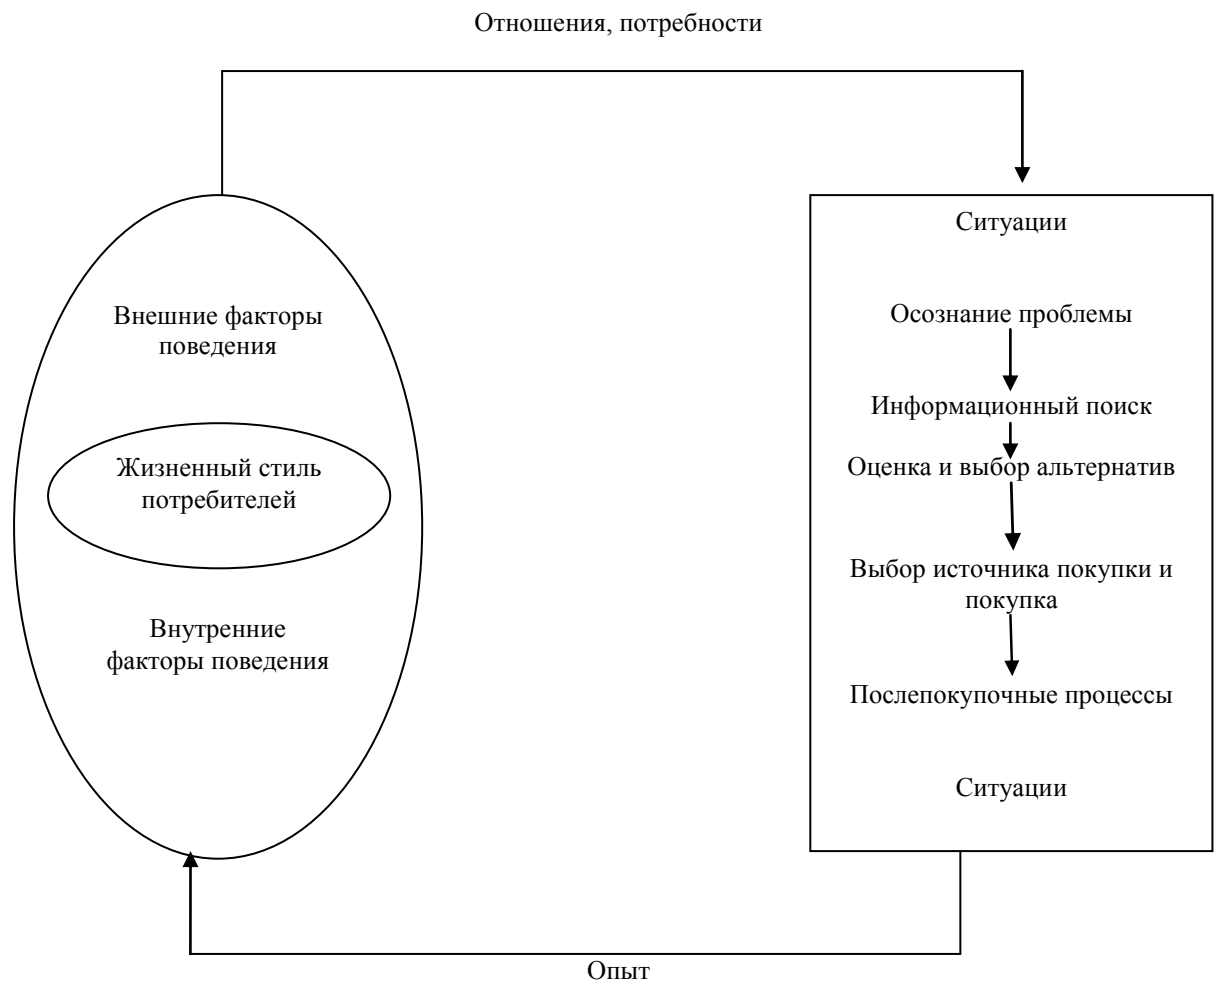 Отношения, потребности
Внешние факторы
поведения
Жизненный стиль
потребителей
Внутренние
факторы поведения
Ситуации
Осознание проблемы
Информационный поиск
Оценка и выбор альтернатив
Выбор источника покупки и
покупка
Послепокупочные процессы
Ситуации
Опыт